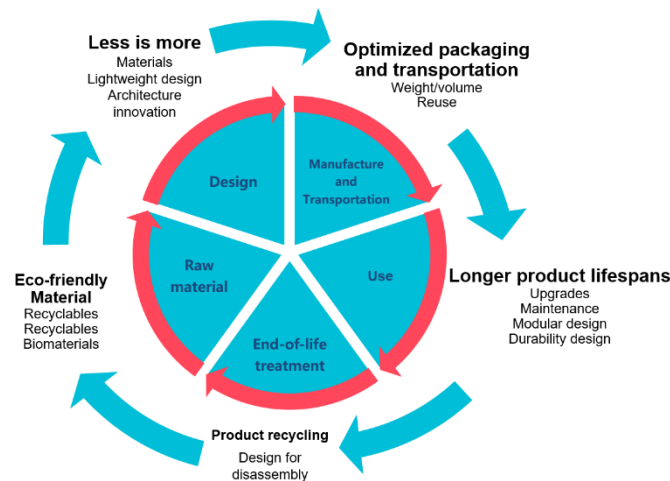 Less is more
Materials
Lightweight design
Architecture
innovation
Optimized packaging
and transportation
Weight/volume
Reuse
Design
Manufacture
and
Transportation
Raw
material
Use
End-of-life
treatment
Eco-friendly
Material
Recyclables
Recyclables
Biomaterials
Longer product lifespans
Upgrades
Maintenance
Modular design
Durability design
Product recycling
Design for
disassembly